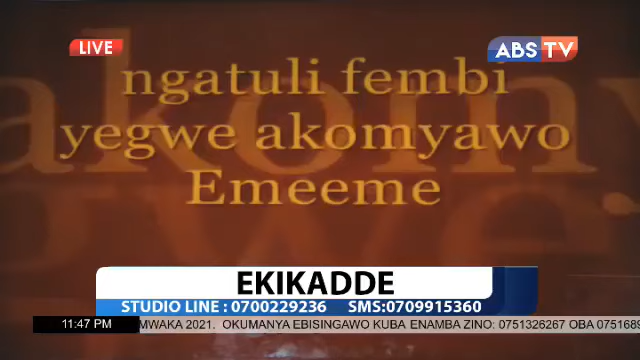 LIVE
ABS TV
ngatuli fembi
yegwe akomyawo
Emeeme
EKIKADDE
STUDIO LINE : 0700229236 SMS:0709915360
11:47 PM MWAKA 2021. OKUMANYA EBISINGAWO KUBA ENAMBA ZINO: 0751326267 OBA 0751689